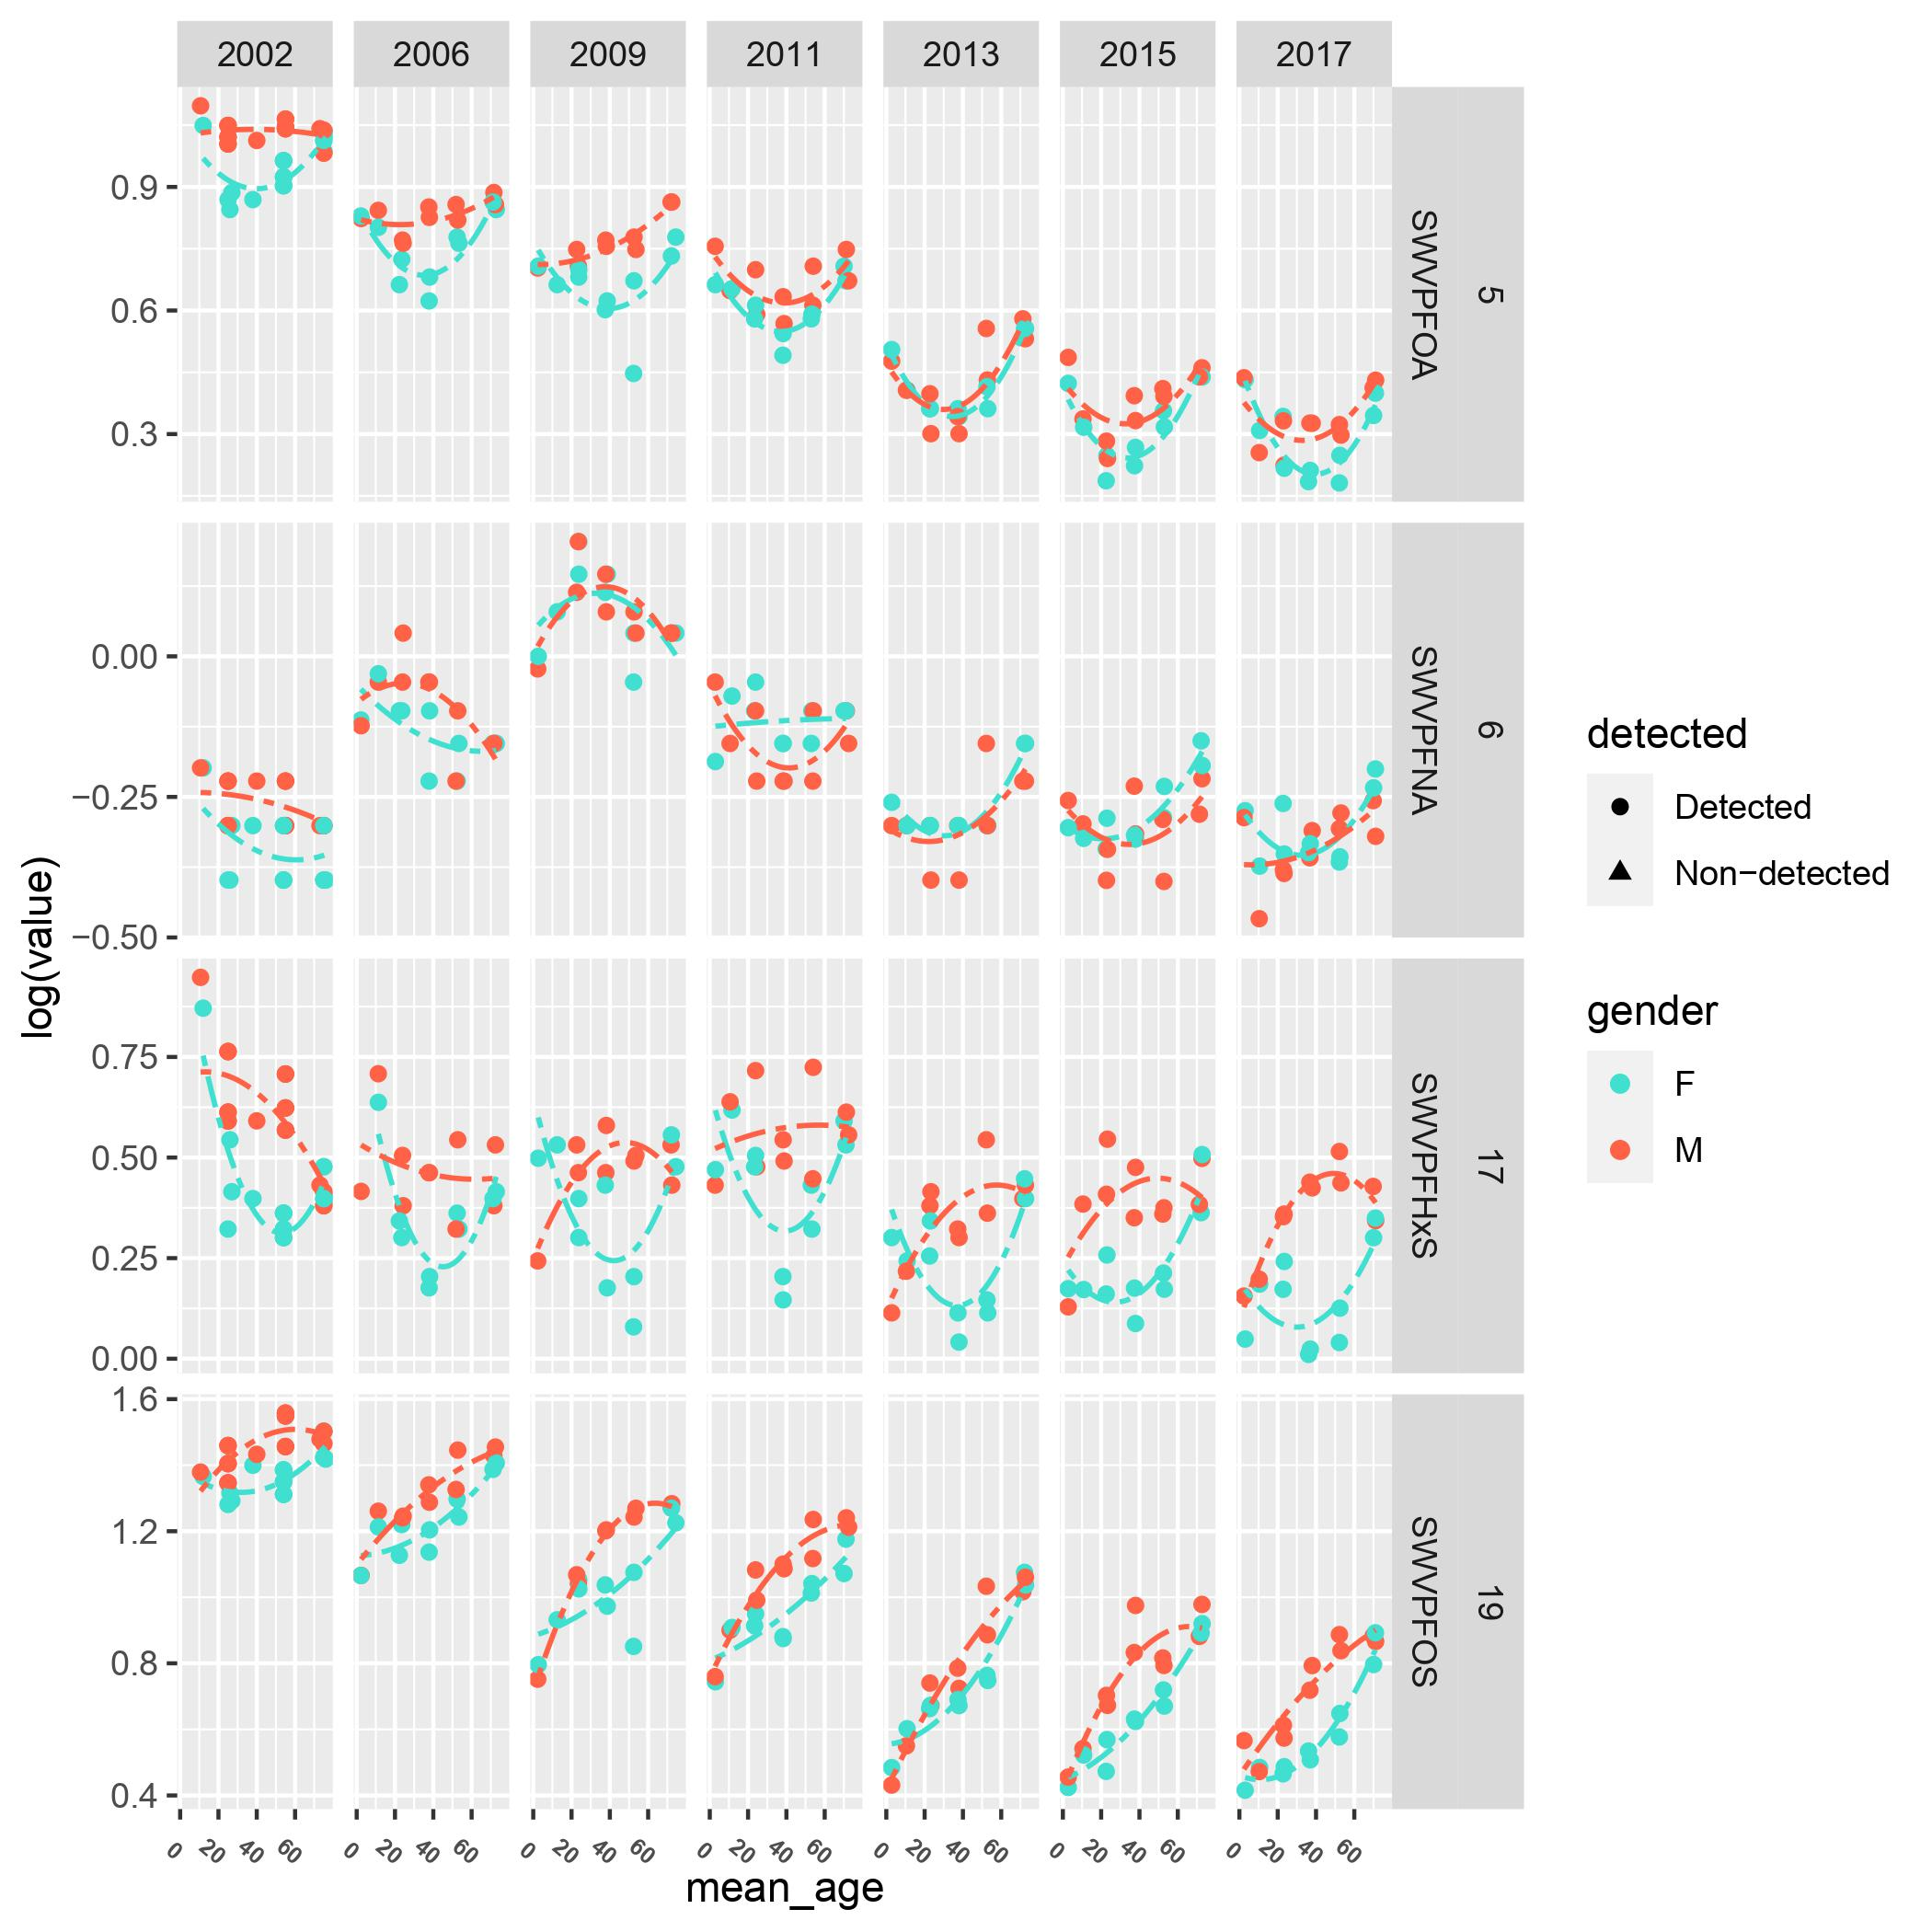 2002 2006 2009 2011 2013 2015 2017
0.9
0.6
0.3
SWVPFOA
5
0.00
−0.25
−0.50
SWVPFNA
6
0.75
0.50
0.25
0.00
SWVPFHxS
17
1.6
1.2
0.8
0.4
SWVPFOS
19
0 20 40 60 0 20 40 60 0 20 40 60 0 20 40 60 0 20 40 60 0 20 40 60 0 20 40 60
mean_age
log(value)
detected
Detected
Non−detected
gender
F
M